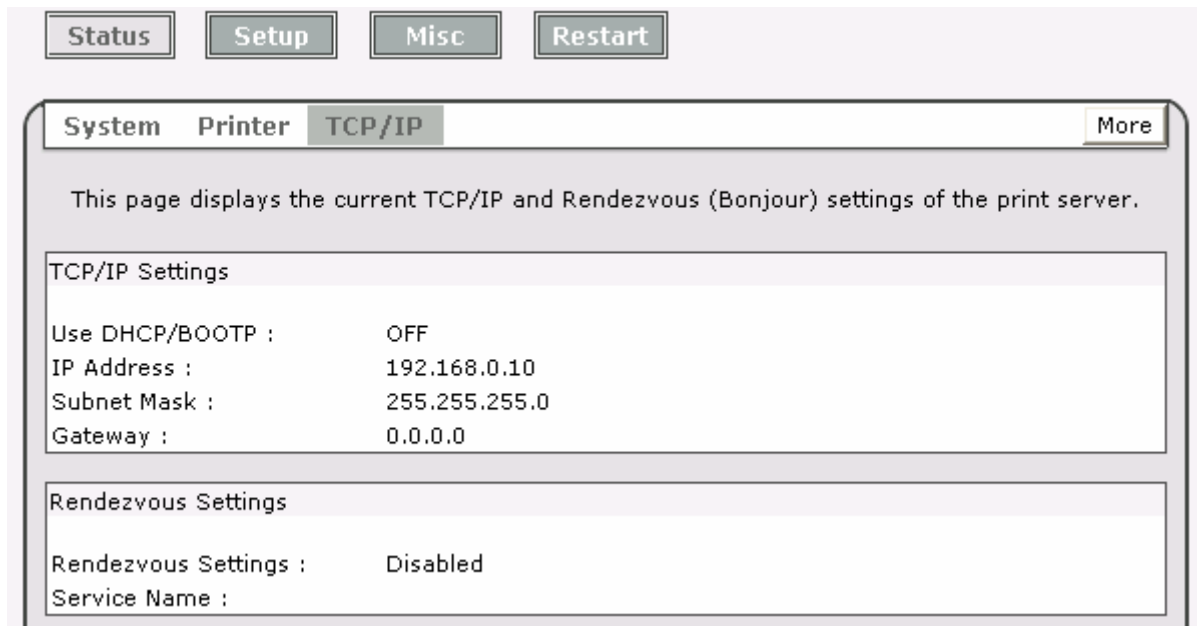 Status Setup Misc Restart
System Printer TCP/IP More
This page displays the current TCP/IP and Rendezvous (Bonjour) settings of the print server.
TCP/IP Settings
Use DHCP/BOOTP : OFF
IP Address : 192.168.0.10
Subnet Mask : 255.255.255.0
Gateway : 0.0.0.0
Rendezvous Settings
Rendezvous Settings : Disabled
Service Name :